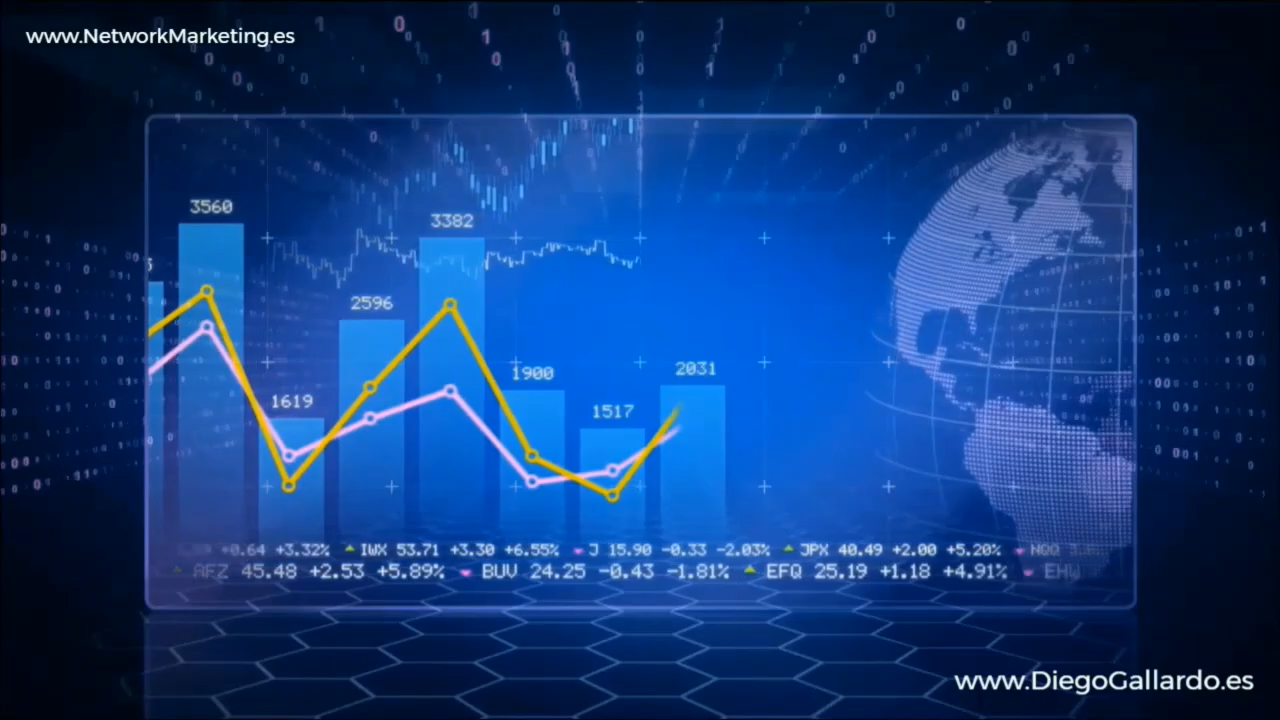 www.NetworkMarketing.es
3560
3382
2596
2031
1900
1619
1517
+0.64 +3.32% IWX 53.71 +3.30 +6.55% J 15.90 -0.33 -2.03% JPX 40.49 +2.00 +5.20%
AFZ 45.48 +2.53 +5.89% BUV 24.25 -0.43 -1.81% EFQ 25.19 +1.18 +4.91%
www.DiegoGallardo.es